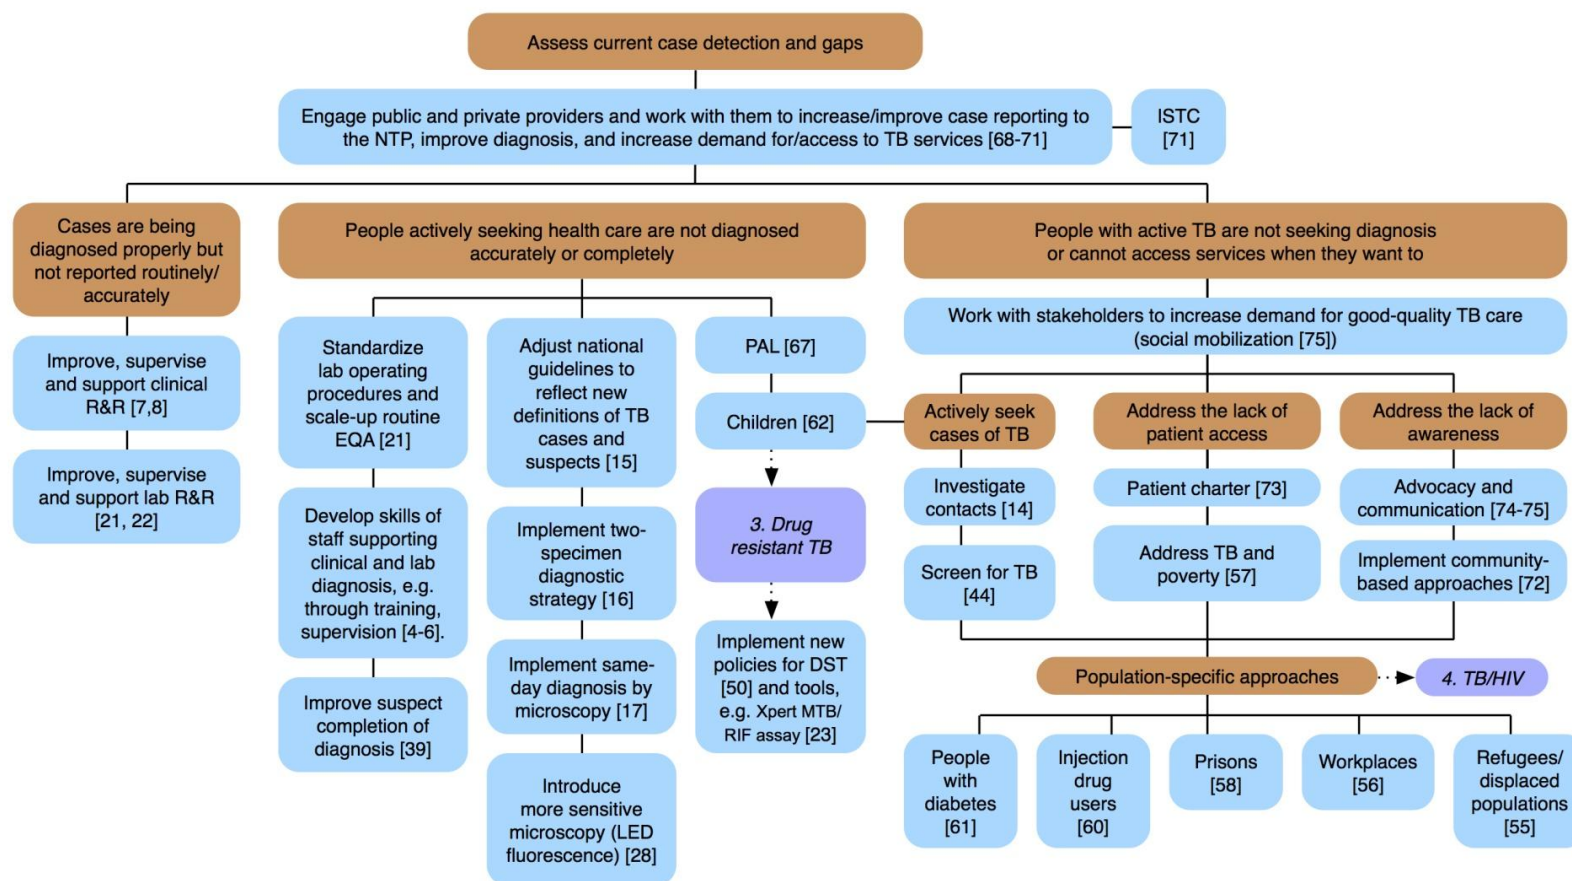 Assess current case detection and gaps
Engage public and private providers and work with them to increase/improve case reporting to
the NTP, improve diagnosis, and increase demand for/access to TB services [68-71]
ISTC
[71]
Cases are being
diagnosed properly but
not reported routinely/
accurately
Improve, supervise
and support clinical
R&R [7,8]
Improve, supervise
and support lab R&R
[21, 22]
People actively seeking health care are not diagnosed
accurately or completely
Standardize
lab operating
procedures and
scale-up routine
EQA [21]
Develop skills of
staff supporting
clinical and lab
diagnosis, e.g.
through training,
supervision [4-6].
Improve suspect
completion of
diagnosis [39]
Adjust national
guidelines to
reflect new
definitions of TB
cases and
suspects [15]
Implement two-
specimen
diagnostic
strategy [16]
Implement same-
day diagnosis by
microscopy [17]
Introduce
more sensitive
microscopy (LED
fluorescence) [28]
PAL [67]
Children [62]
3. Drug
resistant TB
Implement new
policies for DST
[50] and tools,
e.g. Xpert MTB/
RIF assay [23]
People with active TB are not seeking diagnosis
or cannot access services when they want to
Work with stakeholders to increase demand for good-quality TB care
(social mobilization [75])
Actively seek
cases of TB
Investigate
contacts [14]
Screen for TB
[44]
Address the lack of
patient access
Patient charter [73]
Address TB and
poverty [57]
Address the lack of
awareness
Advocacy and
communication [74-75]
Implement community-
based approaches [72]
Population-specific approaches
4. TB/HIV
People
with
diabetes
[61]
Injection
drug
users
[60]
Prisons
[58]
Workplaces
[56]
Refugees/
displaced
populations
[55]